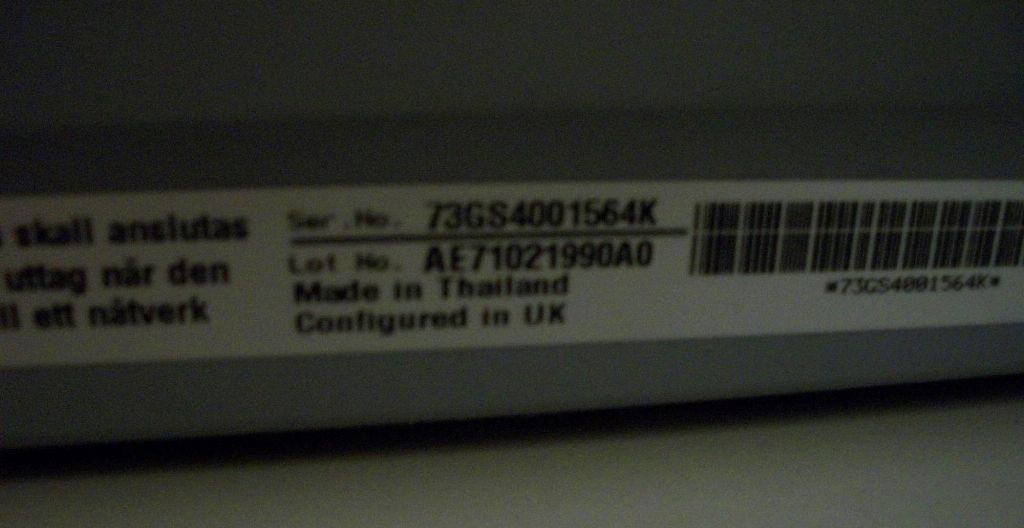 skall anslutas
uttag når den
ett nätverk
Ser.No. 73GS4001564K
Lot No. AE71021990A0
Made in Thailand
Configured in UK
*73GS4001564K*